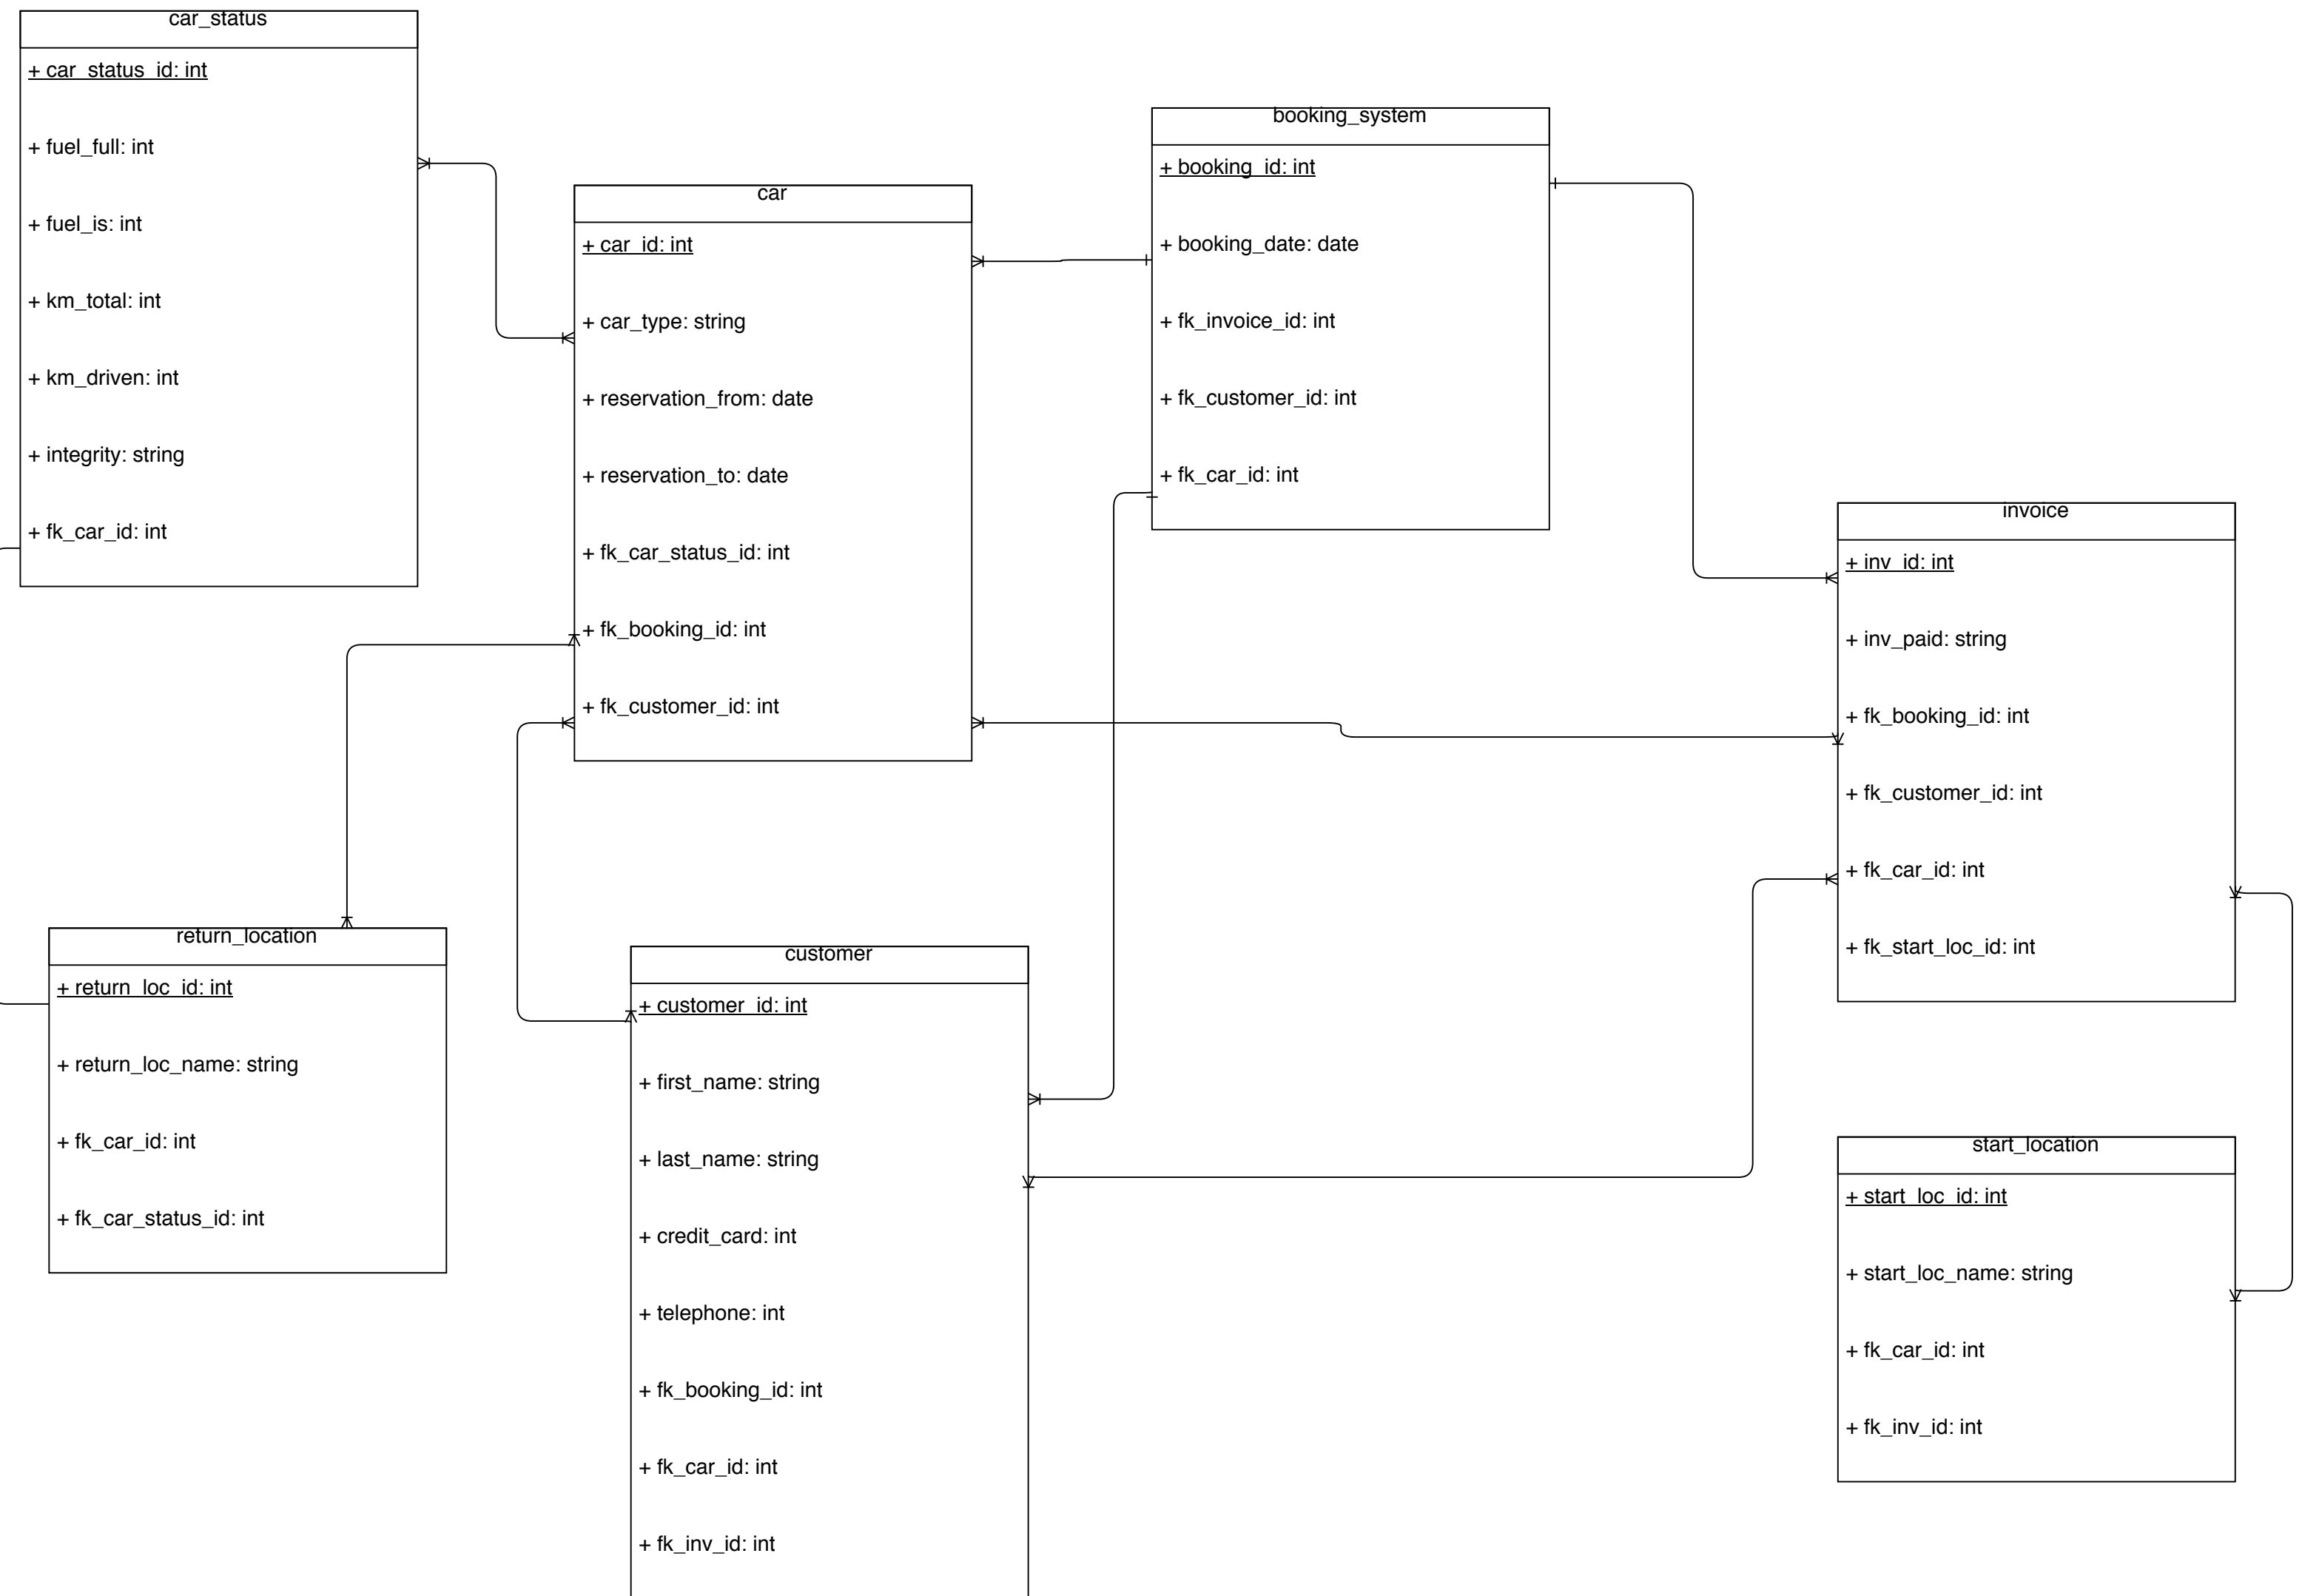 car_status
+ car_status_id: int
+ fuel_full: int
+ fuel_is: int
+ km_total: int
+ km_driven: int
+ integrity: string
+ fk_car_id: int
car
+ car_id: int
+ car_type: string
+ reservation_from: date
+ reservation_to: date
+ fk_car_status_id: int
+ fk_booking_id: int
+ fk_customer_id: int
booking_system
+ booking_id: int
+ booking_date: date
+ fk_invoice_id: int
+ fk_customer_id: int
+ fk_car_id: int
invoice
+ inv_id: int
+ inv_paid: string
+ fk_booking_id: int
+ fk_customer_id: int
+ fk_car_id: int
+ fk_start_loc_id: int
return_location
+ return_loc_id: int
+ return_loc_name: string
+ fk_car_id: int
+ fk_car_status_id: int
customer
+ customer_id: int
+ first_name: string
+ last_name: string
+ credit_card: int
+ telephone: int
+ fk_booking_id: int
+ fk_car_id: int
+ fk_inv_id: int
start_location
+ start_loc_id: int
+ start_loc_name: string
+ fk_car_id: int
+ fk_inv_id: int